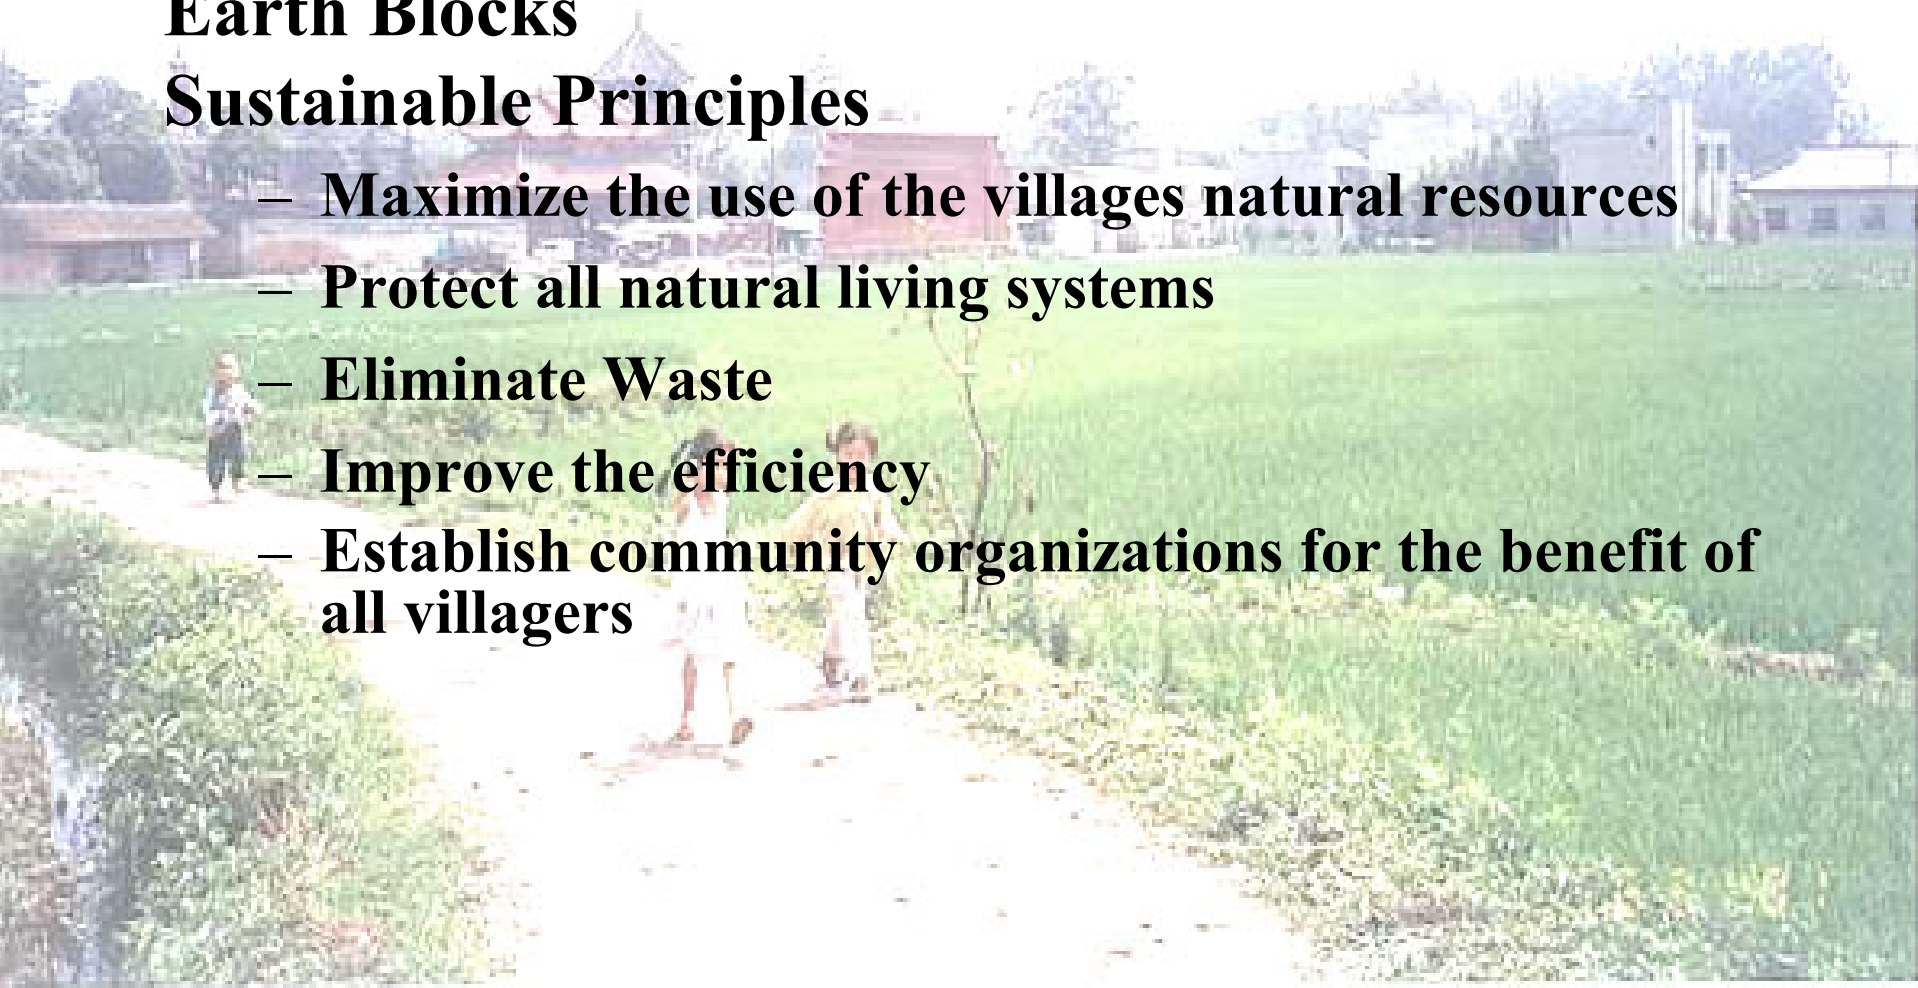 Earth Blocks
Sustainable Principles
– Maximize the use of the villages natural resources
– Protect all natural living systems
– Eliminate Waste
– Improve the efficiency
– Establish community organizations for the benefit of
all villagers